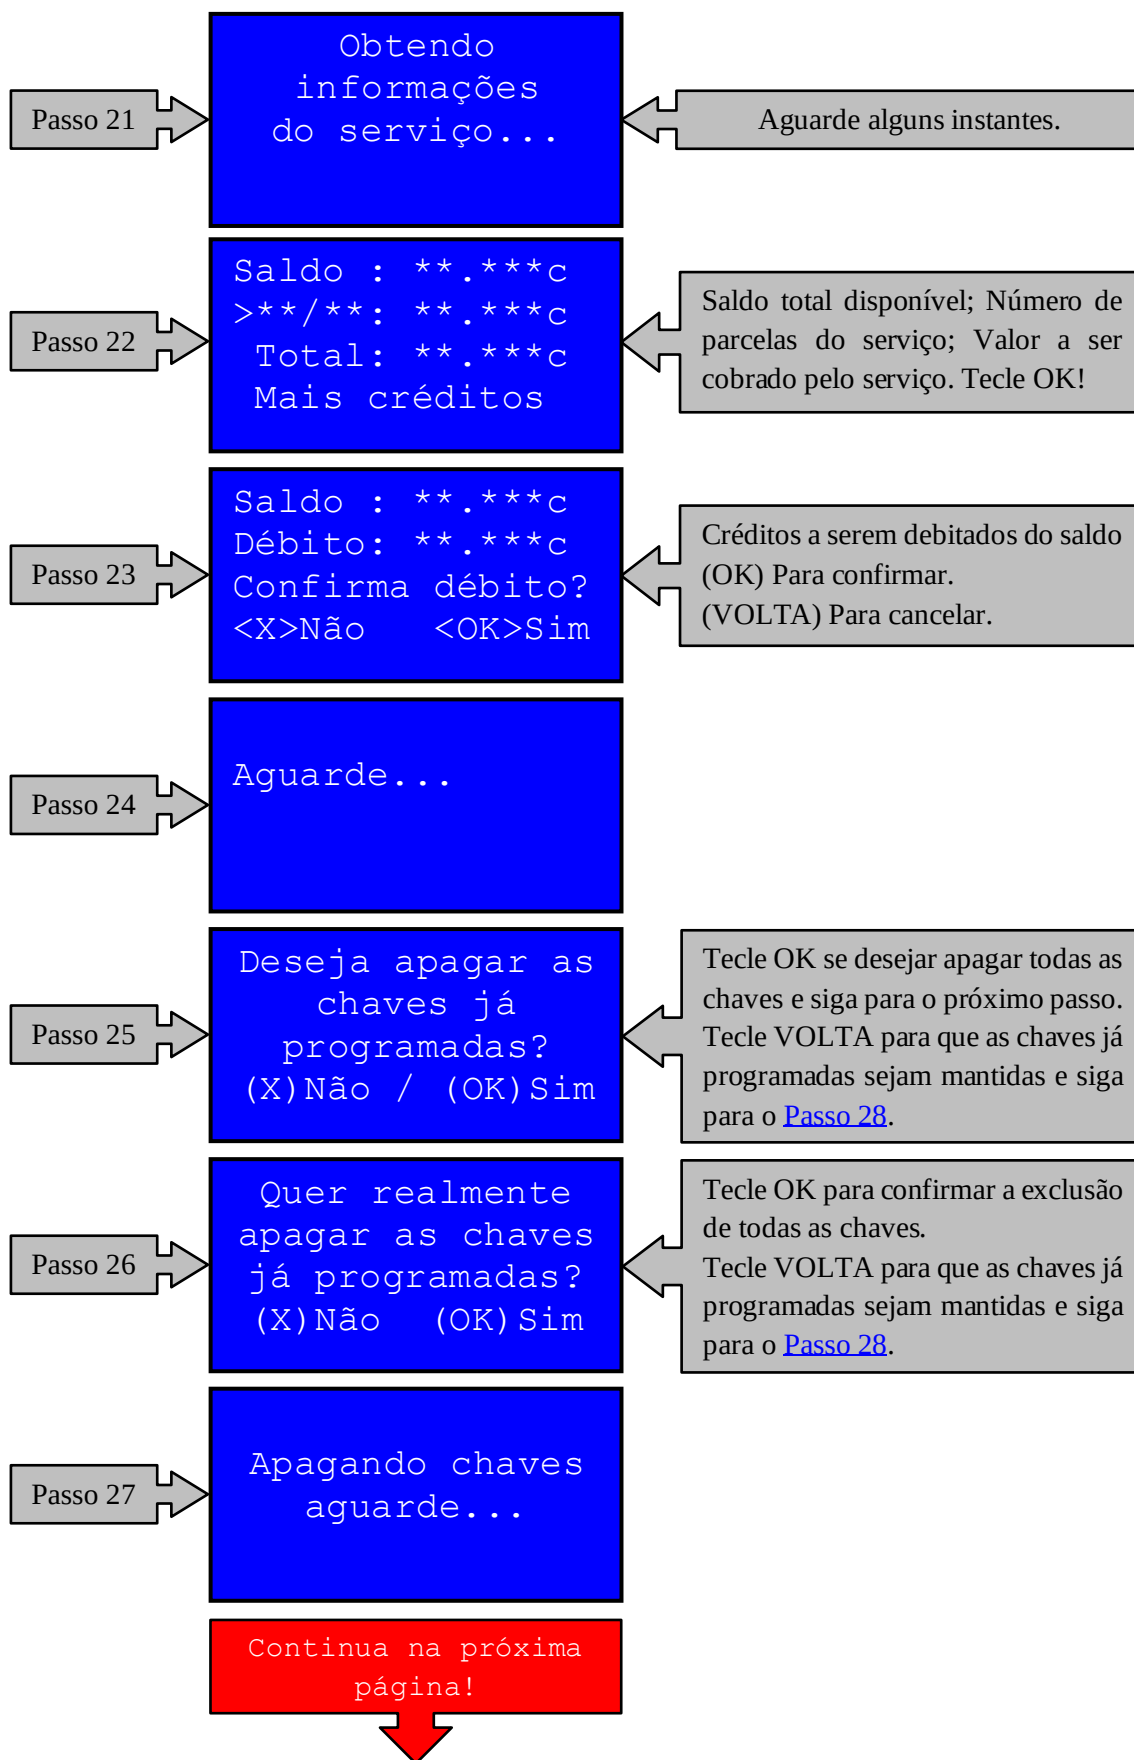 Passo 21
Obtendo
informações
do serviço...
Aguarde alguns instantes.
Passo 22
Saldo : **.***c
>**/**: **.***c
Total: **.***c
Mais créditos
Saldo total disponível; Número de
parcelas do serviço; Valor a ser
cobrado pelo serviço. Tecle OK!
Passo 23
Saldo : **.***c
Débito: **.***c
Confirma débito?
<X>Não <OK>Sim
Créditos a serem debitados do saldo
(OK) Para confirmar.
(VOLTA) Para cancelar.
Passo 24
Aguarde...
Passo 25
Deseja apagar as
chaves já
programadas?
(X)Não / (OK)Sim
Tecle OK se desejar apagar todas as
chaves e siga para o próximo passo.
Tecle VOLTA para que as chaves já
programadas sejam mantidas e siga
para o Passo 28.
Passo 26
Quer realmente
apagar as chaves
já programadas?
(X)Não (OK)Sim
Tecle OK para confirmar a exclusão
de todas as chaves.
Tecle VOLTA para que as chaves já
programadas sejam mantidas e siga
para o Passo 28.
Passo 27
Apagando chaves
aguarde...
Continua na próxima
página!